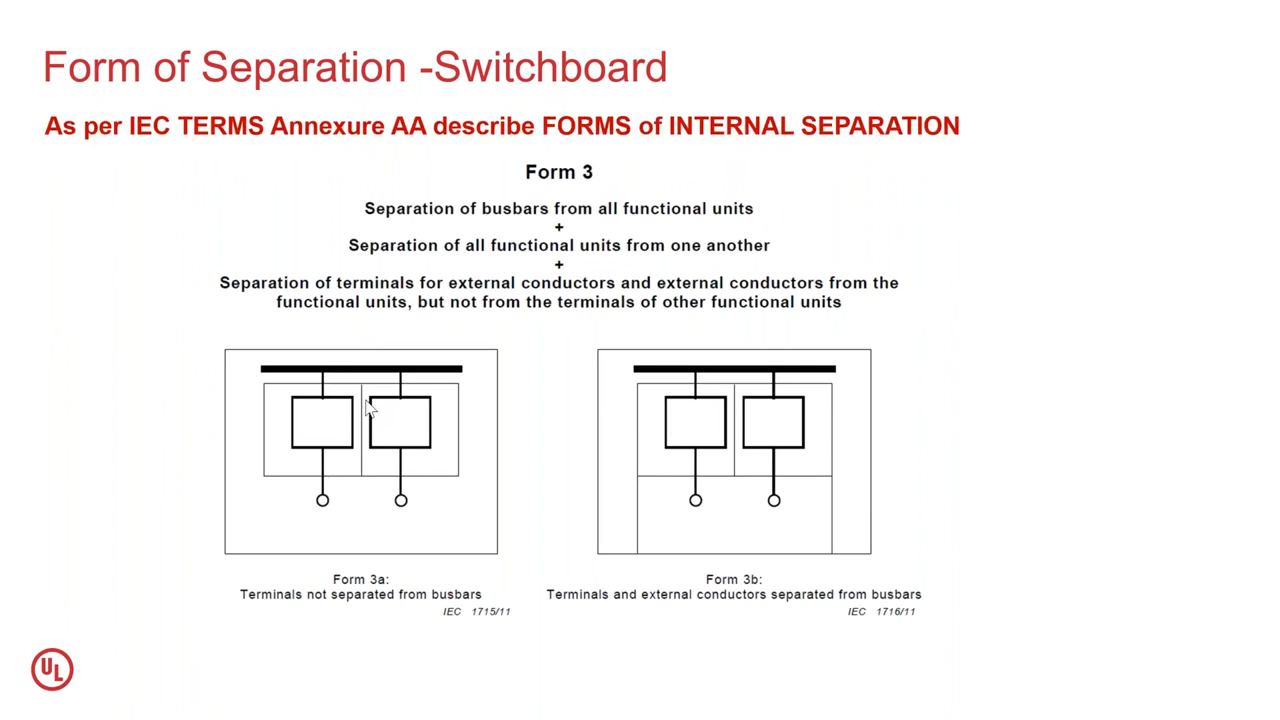 Form of Separation -Switchboard
As per IEC TERMS Annexure AA describe FORMS of INTERNAL SEPARATION
Form 3
Separation of busbars from all functional units
+
Separation of all functional units from one another
+
Separation of terminals for external conductors and external conductors from the
functional units, but not from the terminals of other functional units
Form 3a:
Terminals not separated from busbars
IEC 1715/11
Form 3b:
Terminals and external conductors separated from busbars
IEC 1716/11
UL